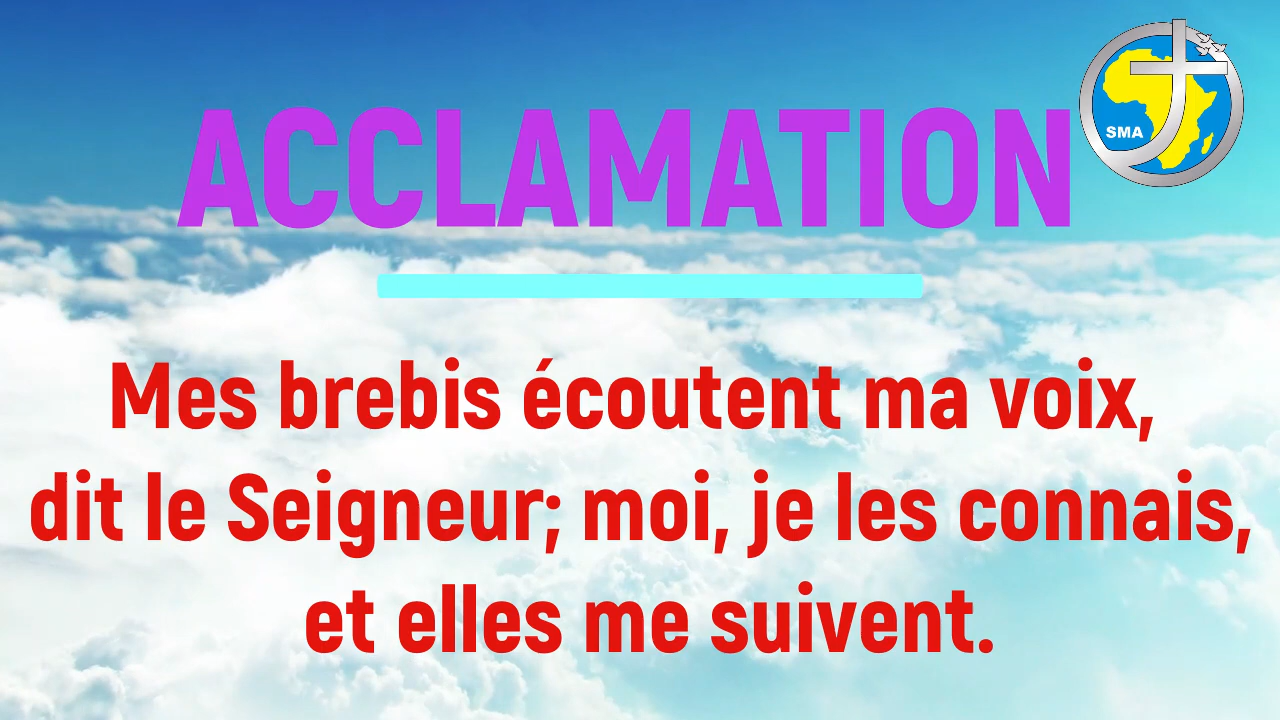 SMA
ACCLAMATION
Mes brebis écoutent ma voix,
dit le Seigneur; moi, je les connais,
et elles me suivent.